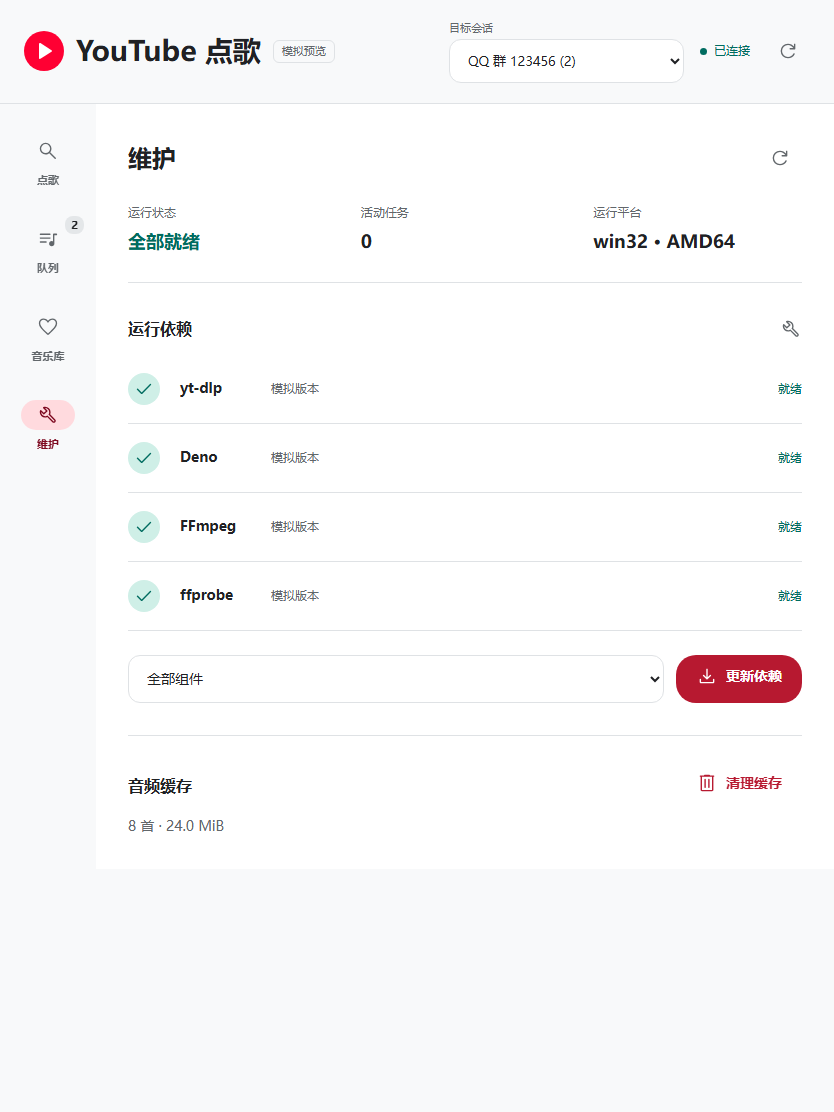 YouTube 点歌
模拟预览
目标会话
QQ 群 123456 (2)
已连接
点歌
2
队列
音乐库
维护
维护
运行状态
全部就绪
活动任务
0
运行平台
win32 • AMD64
运行依赖
yt-dlp 模拟版本 就绪
Deno 模拟版本 就绪
FFmpeg 模拟版本 就绪
ffprobe 模拟版本 就绪
全部组件
更新依赖
音频缓存
清理缓存
8 首 · 24.0 MiB